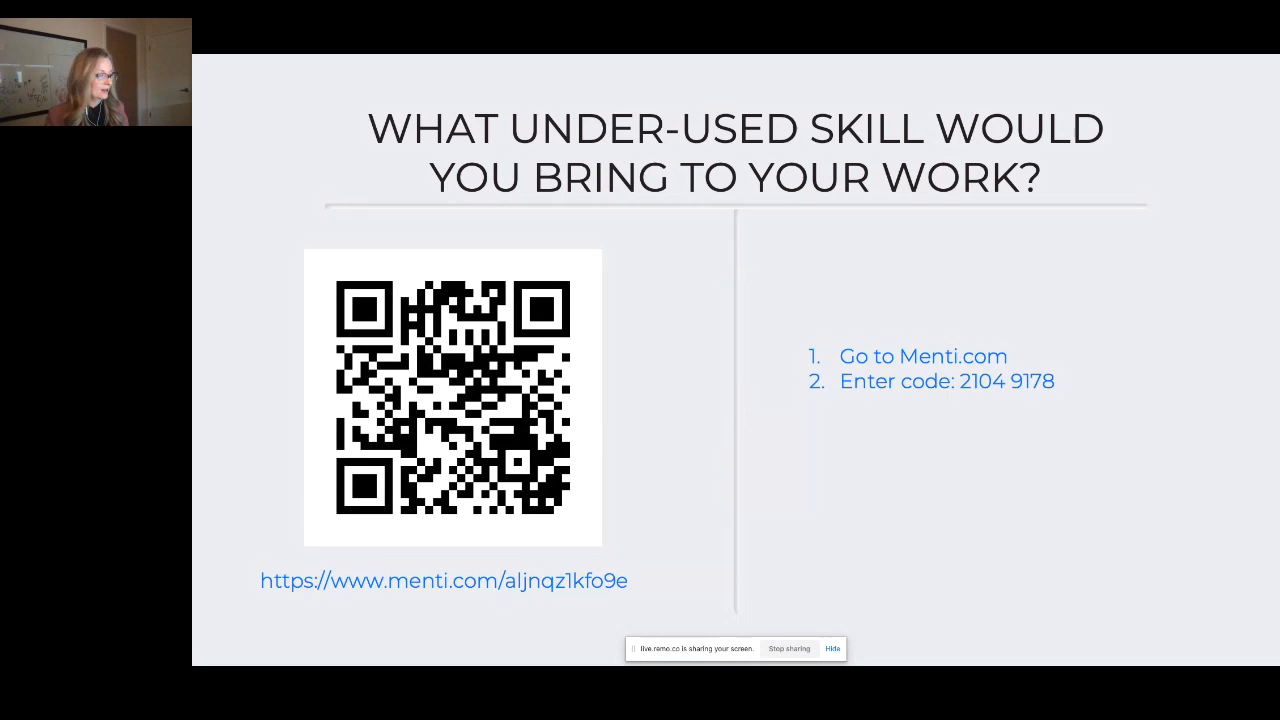 WHAT UNDER-USED SKILL WOULD
YOU BRING TO YOUR WORK?
1. Go to Menti.com
2. Enter code: 2104 9178
https://www.menti.com/aljnqz1kfo9e
live.remo.co is sharing your screen. Stop sharing Hide